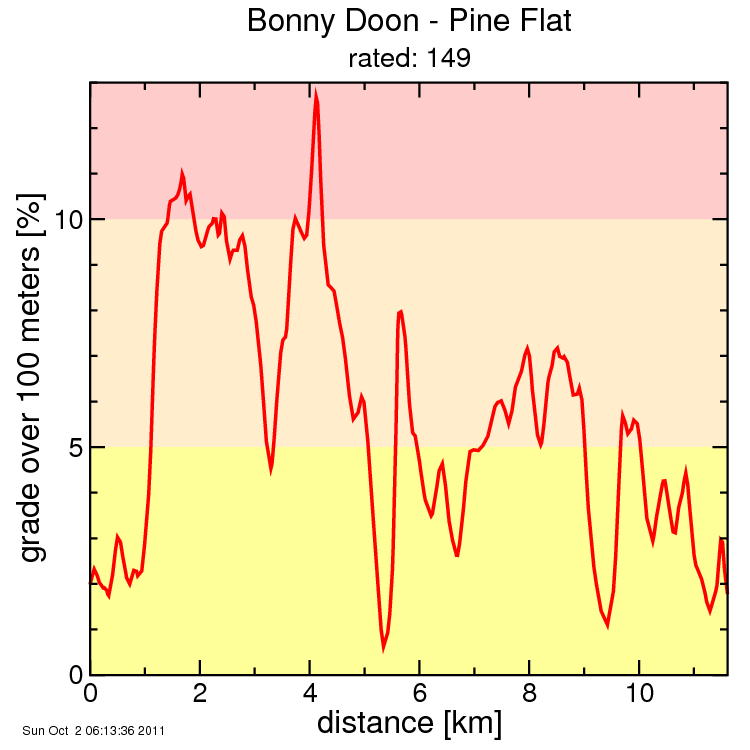 Bonny Doon - Pine Flat
rated: 149
grade over 100 meters [%]
10
5
0
0 2 4 6 8 10
distance [km]
Sun Oct 2 06:13:36 2011